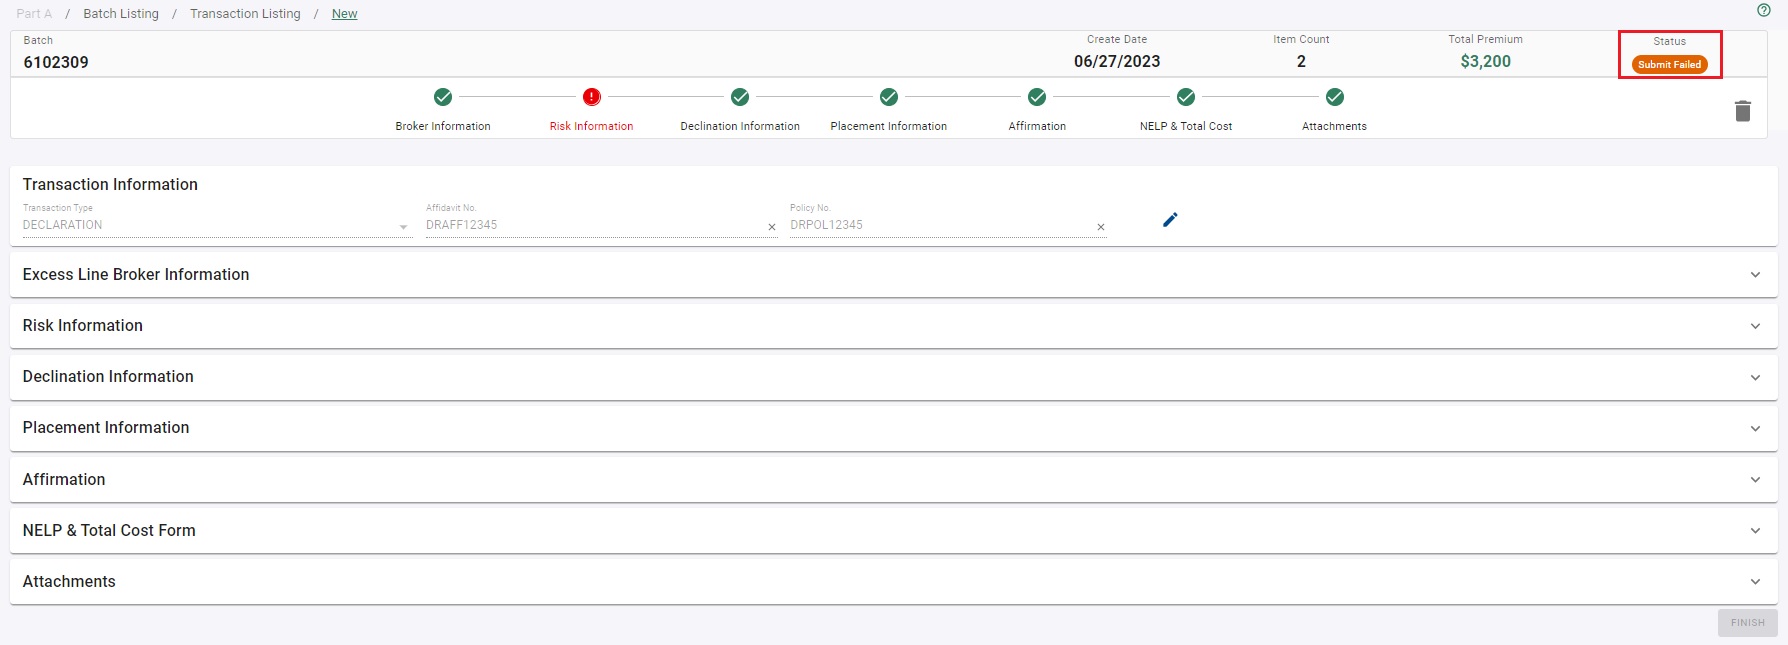 Part A / Batch Listing / Transaction Listing / New
Batch
6102309
Create Date
06/27/2023
Item Count
2
Total Premium
$3,200
Status
Submit Failed
Broker Information
Risk Information
Declination Information
Placement Information
Affirmation
NELP & Total Cost
Attachments
Transaction Information
Transaction Type
DECLARATION
Affidavit No.
DRAFF12345
Policy No.
DRPOL12345
Excess Line Broker Information
Risk Information
Declination Information
Placement Information
Affirmation
NELP & Total Cost Form
Attachments
FINISH